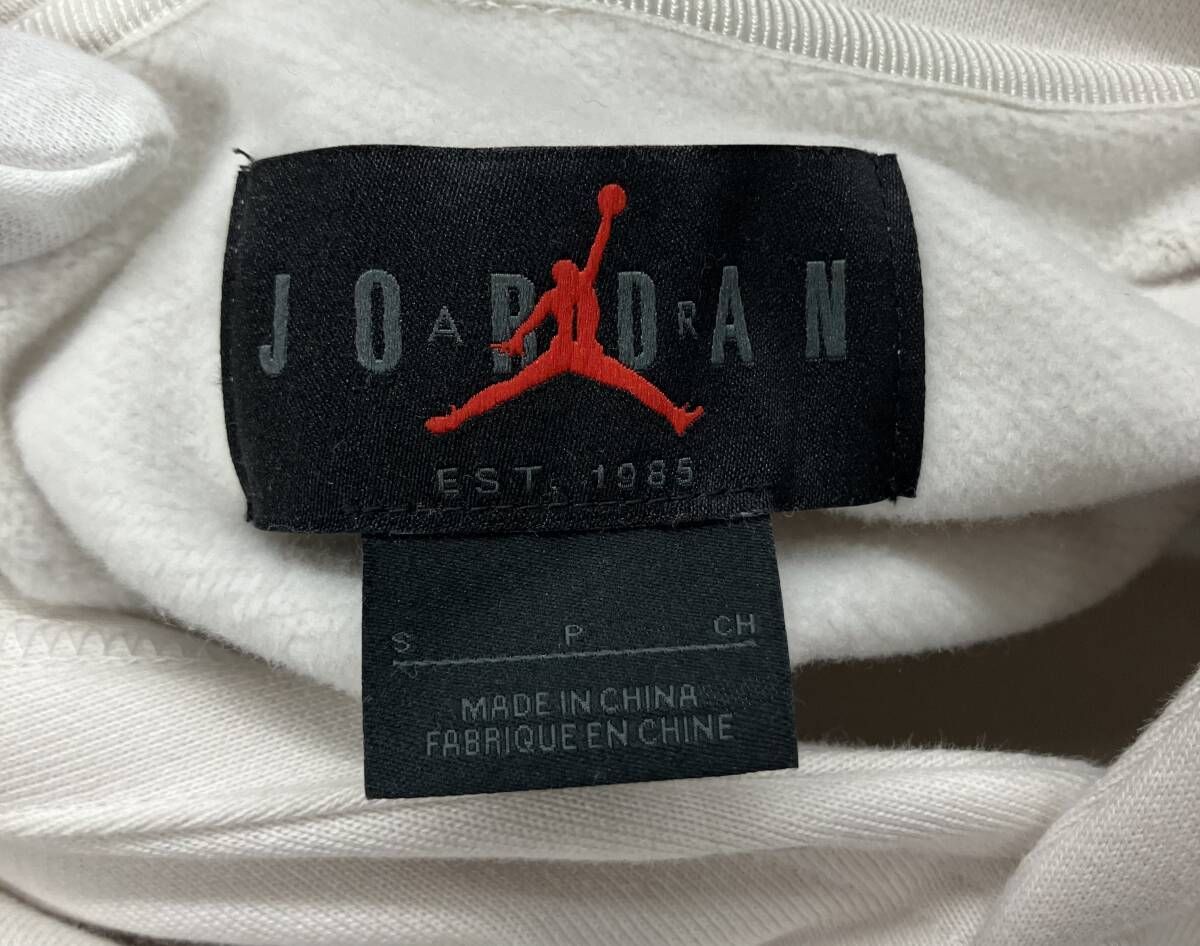 JORDAN
AIR
EST. 1985
S P CH
MADE IN CHINA
FABRIQUE EN CHINE